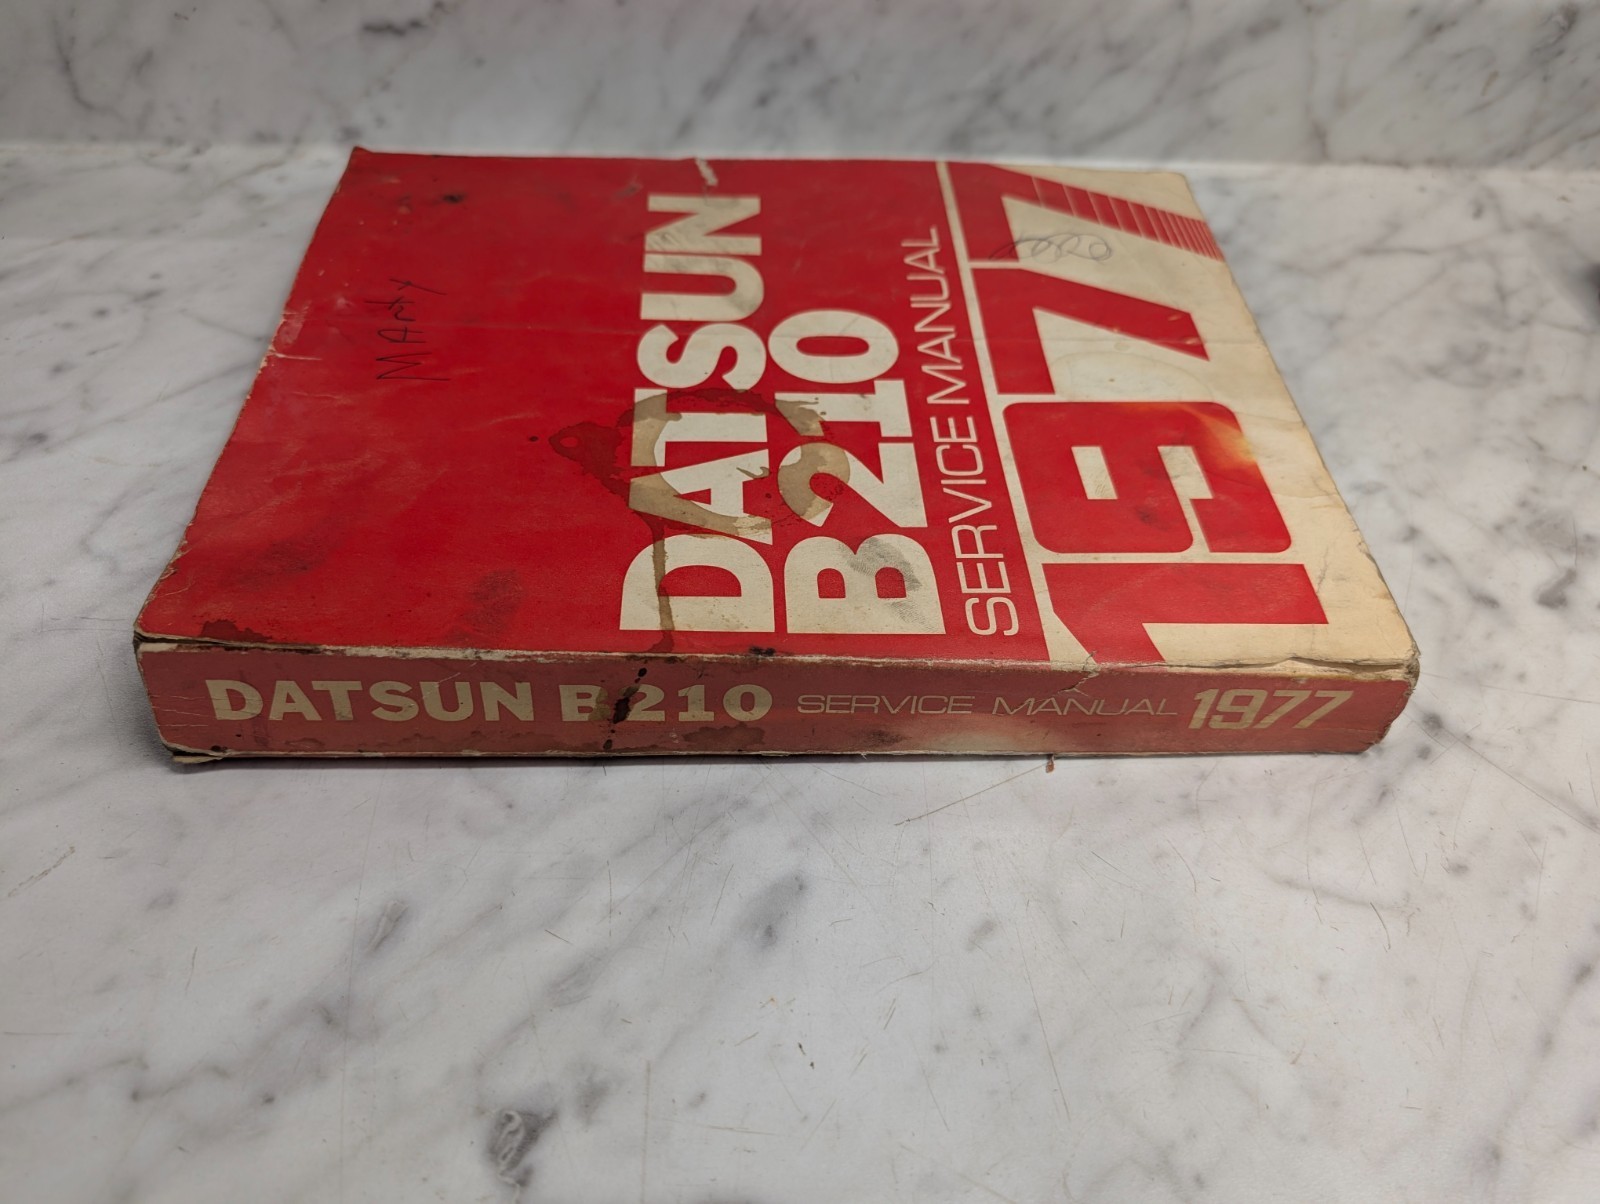 MArty
DATSUN
B210
SERVICE MANUAL
1977
DATSUN B210 SERVICE MANUAL 1977